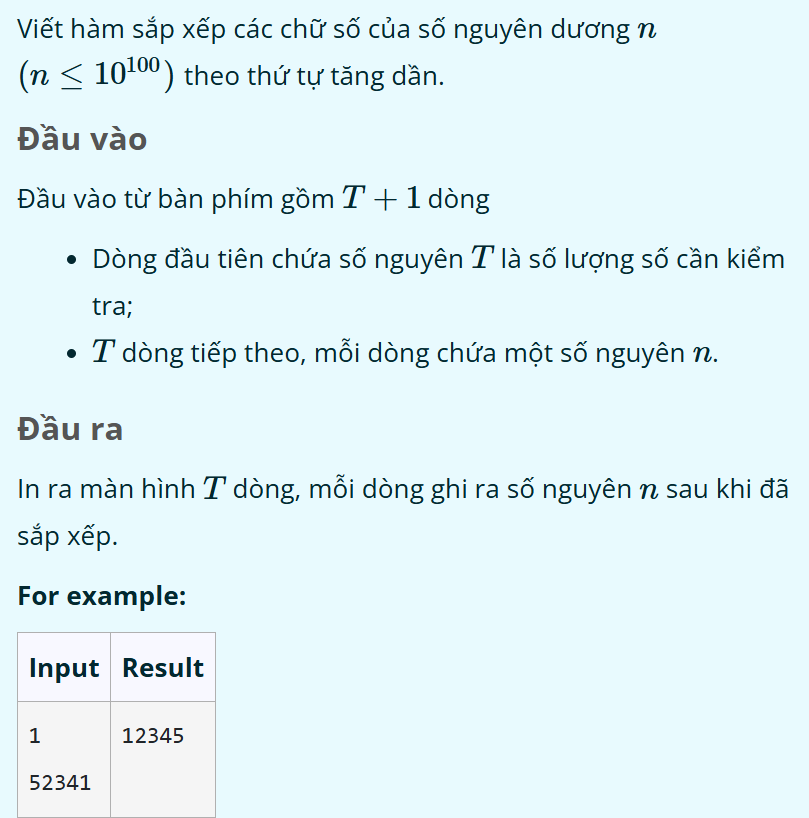 Viết hàm sắp xếp các chữ số của số nguyên dương n
(n ≤ 10^100) theo thứ tự tăng dần.
Đầu vào
Đầu vào từ bàn phím gồm T + 1 dòng
• Dòng đầu tiên chứa số nguyên T là số lượng số cần kiểm
tra;
• T dòng tiếp theo, mỗi dòng chứa một số nguyên n.
Đầu ra
In ra màn hình T dòng, mỗi dòng ghi ra số nguyên n sau khi đã
sắp xếp.
For example:
Input Result
1 12345
52341